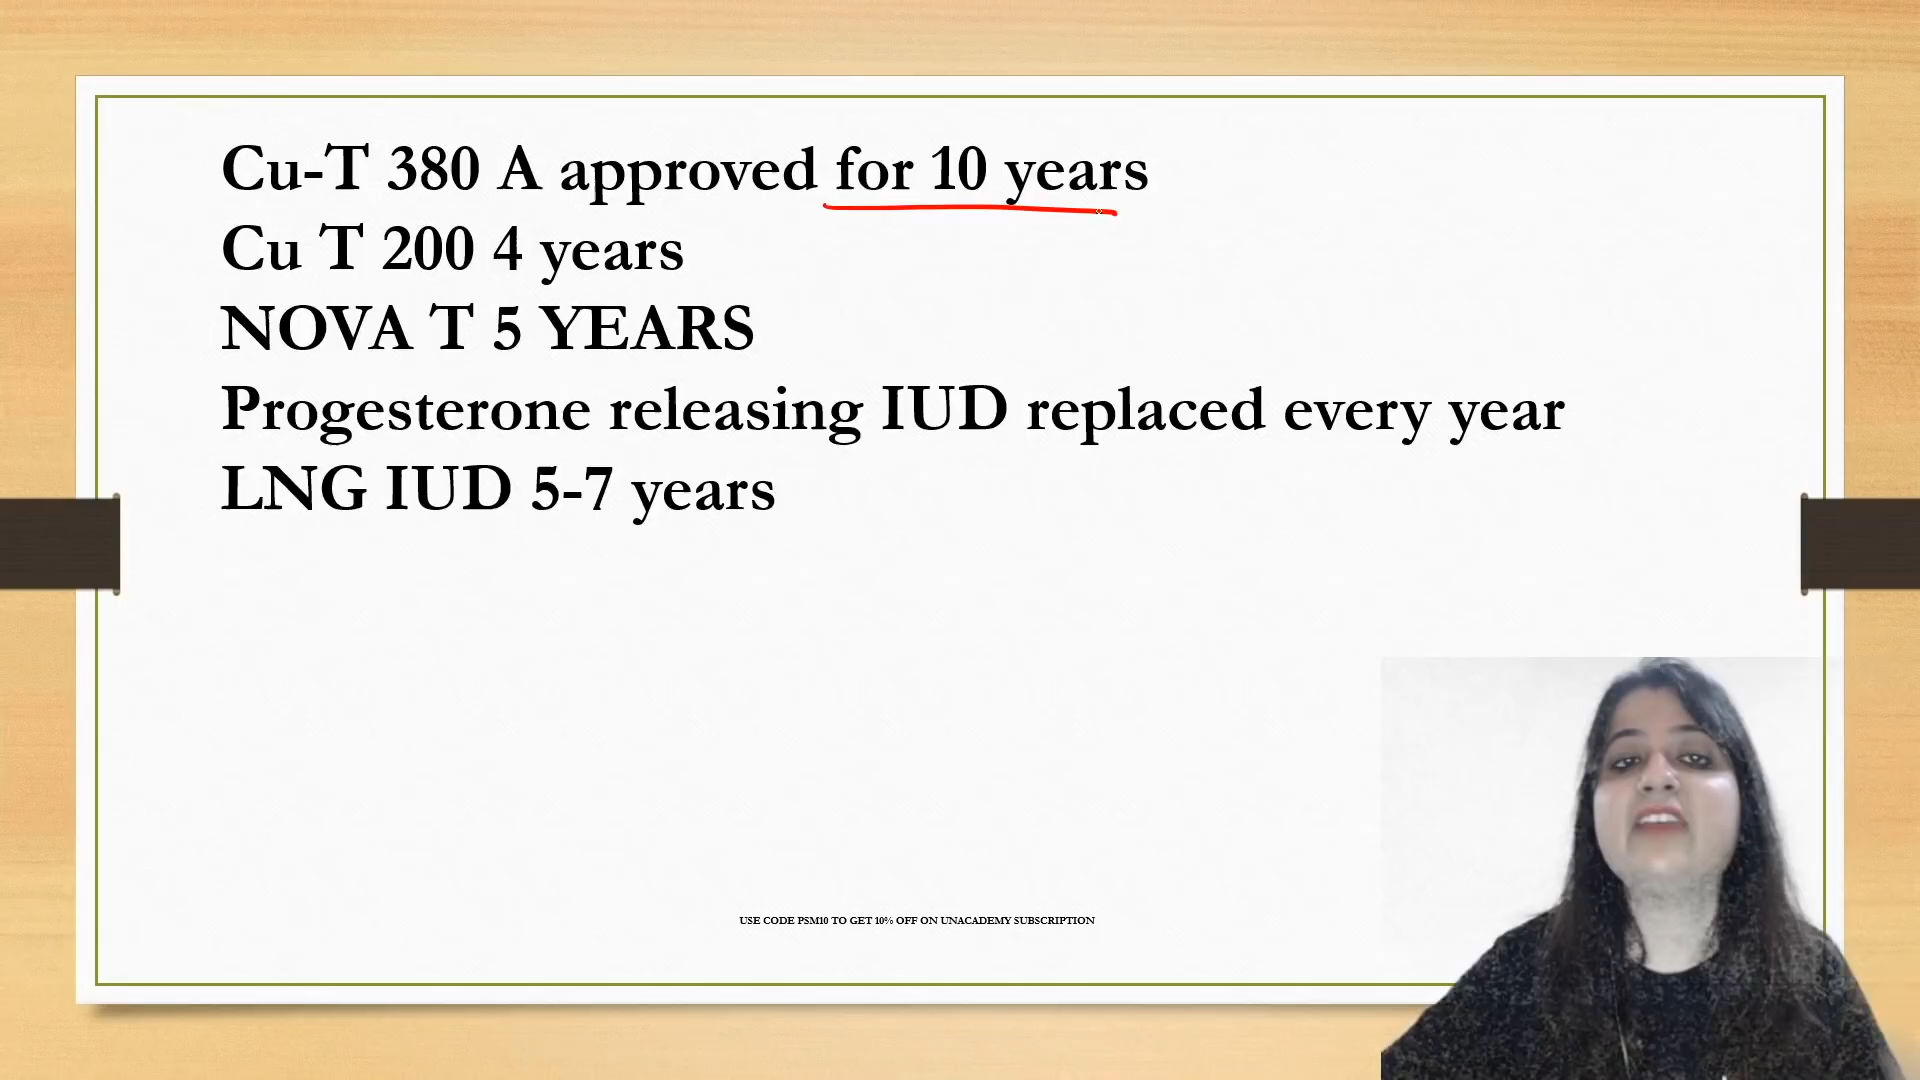 Cu-T 380 A approved for 10 years
Cu T 200 4 years
NOVA T 5 YEARS
Progesterone releasing IUD replaced every year
LNG IUD 5-7 years
USE CODE PSM10 TO GET 10% OFF ON UNACADEMY SUBSCRIPTION